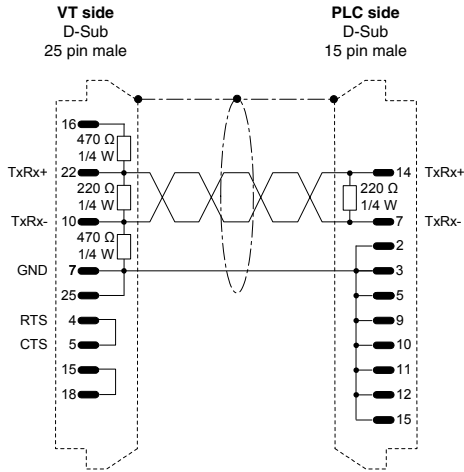 VT side
D-Sub
25 pin male
PLC side
D-Sub
15 pin male
16
470 Ω
1/4 W
TxRx+ 22
220 Ω
1/4 W
TxRx- 10
470 Ω
1/4 W
GND 7
25
RTS 4
CTS 5
15
18
14 TxRx+
220 Ω
1/4 W
7 TxRx-
2
3
5
9
10
11
12
15